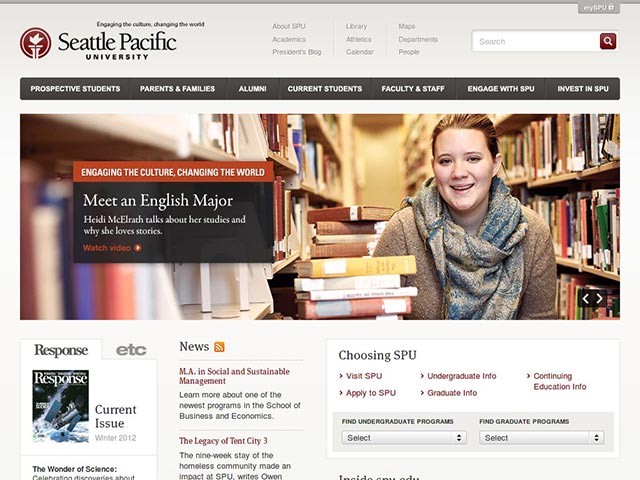 mySPU
Engaging the culture, changing the world
Seattle Pacific
UNIVERSITY
About SPU
Academics
President's Blog
Library
Athletics
Calendar
Maps
Departments
People
Search
PROSPECTIVE STUDENTS
PARENTS & FAMILIES
ALUMNI
CURRENT STUDENTS
FACULTY & STAFF
ENGAGE WITH SPU
INVEST IN SPU
ENGAGING THE CULTURE, CHANGING THE WORLD
Meet an English Major
Heidi McElrath talks about her studies and
why she loves stories.
Watch video
Response
etc
Response
Current
Issue
Winter 2012
The Wonder of Science:
Celebrating discoveries about
News
M.A. in Social and Sustainable
Management
Learn more about one of the
newest programs in the School of
Business and Economics.
The Legacy of Tent City 3
The nine-week stay of the
homeless community made an
impact at SPU, writes Owen
Choosing SPU
Visit SPU
Apply to SPU
Undergraduate Info
Graduate Info
Continuing
Education Info
FIND UNDERGRADUATE PROGRAMS
Select
FIND GRADUATE PROGRAMS
Select
Inside spu.edu